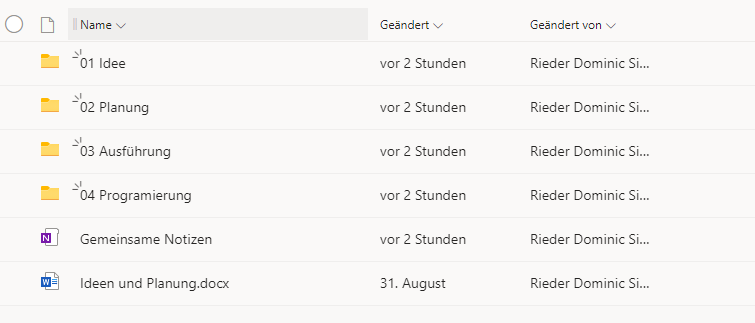 Name Geändert Geändert von
01 Idee vor 2 Stunden Rieder Dominic Si...
02 Planung vor 2 Stunden Rieder Dominic Si...
03 Ausführung vor 2 Stunden Rieder Dominic Si...
04 Programierung vor 2 Stunden Rieder Dominic Si...
Gemeinsame Notizen vor 2 Stunden Rieder Dominic Si...
Ideen und Planung.docx 31. August Rieder Dominic Si...